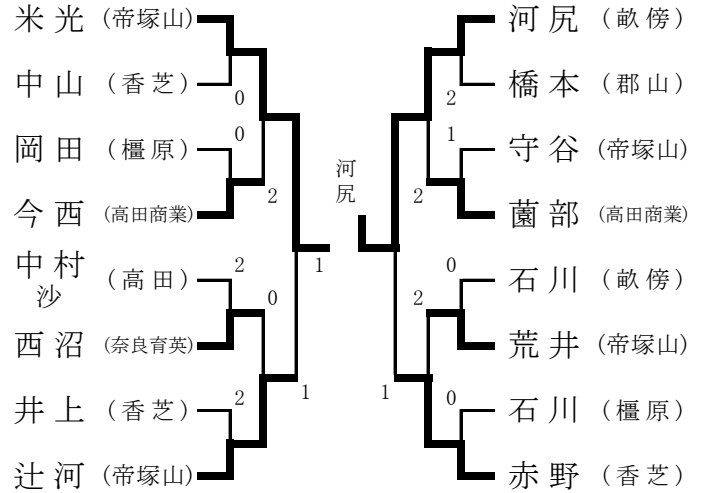 米光 (帝塚山)
中山 (香芝)
0
0
岡田 (橿原)
今西 (高田商業)
2
中村沙 (高田)
2
0
西沼 (奈良育英)
井上 (香芝)
2
1
辻河 (帝塚山)
1
河尻
河尻 (畝傍)
橋本 (郡山)
2
1
守谷 (帝塚山)
薗部 (高田商業)
2
石川 (畝傍)
0
2
荒井 (帝塚山)
石川 (橿原)
0
1
赤野 (香芝)